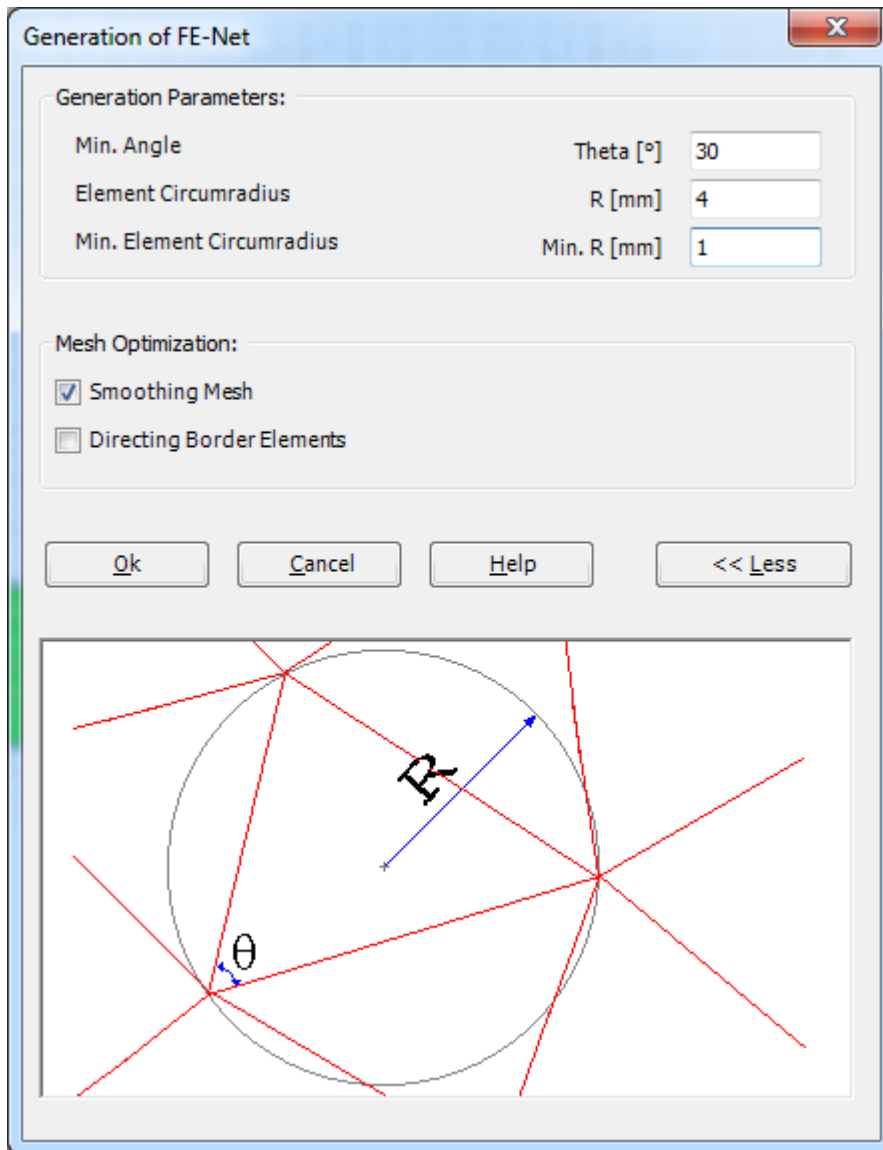 Generation of FE-Net
Generation Parameters:
Min. Angle Theta [°] 30
Element Circumradius R [mm] 4
Min. Element Circumradius Min. R [mm] 1
Mesh Optimization:
Smoothing Mesh
Directing Border Elements
Ok Cancel Help << Less
R
θ